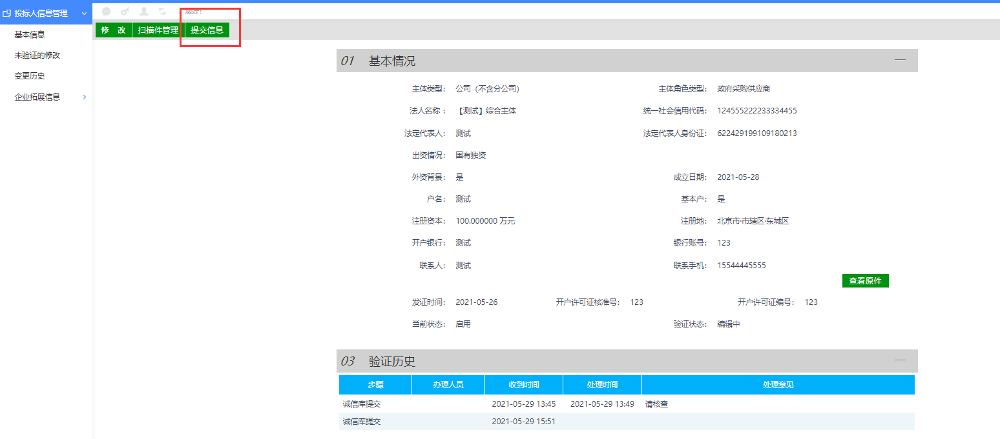 投标人信息管理
您好!
基本信息
未验证的修改
变更历史
企业拓展信息
修 改 扫描件管理 提交信息
01 基本情况
主体类型: 公司（不含分公司） 主体角色类型: 政府采购供应商
法人名称: 【测试】综合主体 统一社会信用代码: 124555222233334455
法定代表人: 测试 法定代表人身份证: 622429199109180213
出资情况: 国有独资
外资背景: 是 成立日期: 2021-05-28
户名: 测试 基本户: 是
注册资本: 100.000000 万元 注册地: 北京市·市辖区·东城区
开户银行: 测试 银行账号: 123
联系人: 测试 联系手机: 15544445555
查看原件
发证时间: 2021-05-26 开户许可证核准号: 123 开户许可证编号: 123
当前状态: 启用 验证状态: 编辑中
03 验证历史
步骤 办理人员 收到时间 处理时间 处理意见
诚信库提交 2021-05-29 13:45 2021-05-29 13:49 请核查
诚信库提交 2021-05-29 15:51